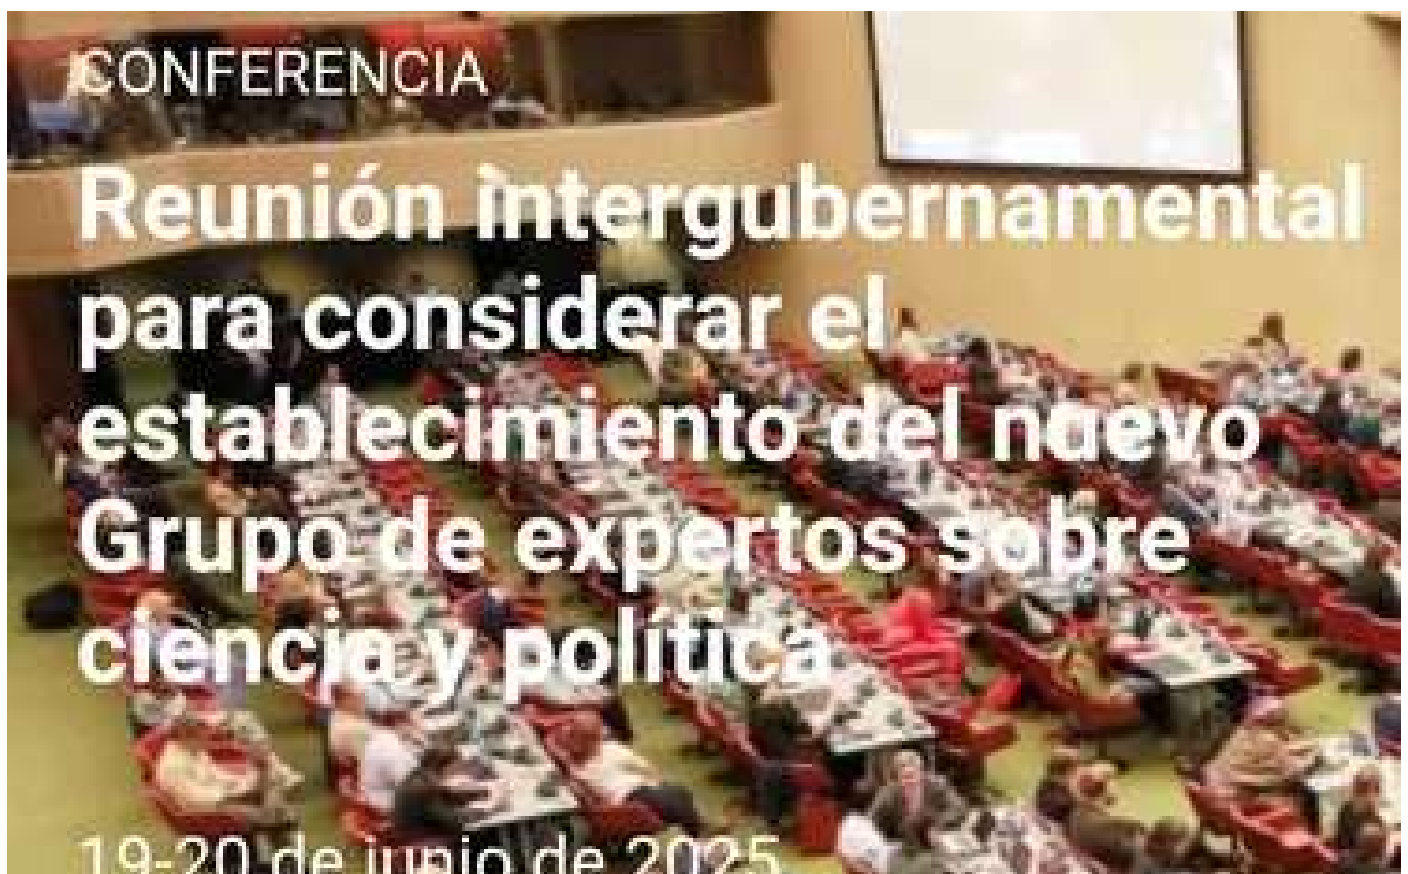 CONFERENCIA
Reunión intergubernamental
para considerar el
establecimiento del nuevo
Grupo de expertos sobre
ciencia y política
19-20 de junio de 2025